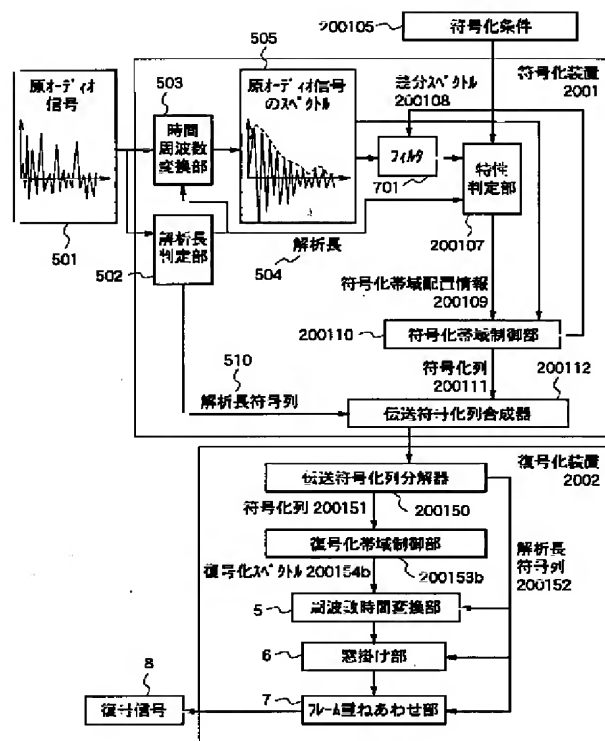 200105
符号化条件
505
503
原オーディオ
信号
原オーディオ信号
のスペクトル
差分スペクトル
200108
符号化装置
2001
時間
周波数
変換部
フィルタ
特性
判定部
701
501
502
解析長
判定部
解析長
504
200107
符号化帯域配置情報
200109
200110
符号化帯域制御部
510
符号化列
200111
200112
解析長符号列
伝送符号化列合成器
復号化装置
2002
伝送符号化列分解器
符号化列 200151
200150
復号化帯域制御部
復号化スペクトル 200154b
200153b
解析長
符号列
200152
5
周波数時間変換部
6
窓掛け部
8
7
復号信号
フレーム重ねあわせ部